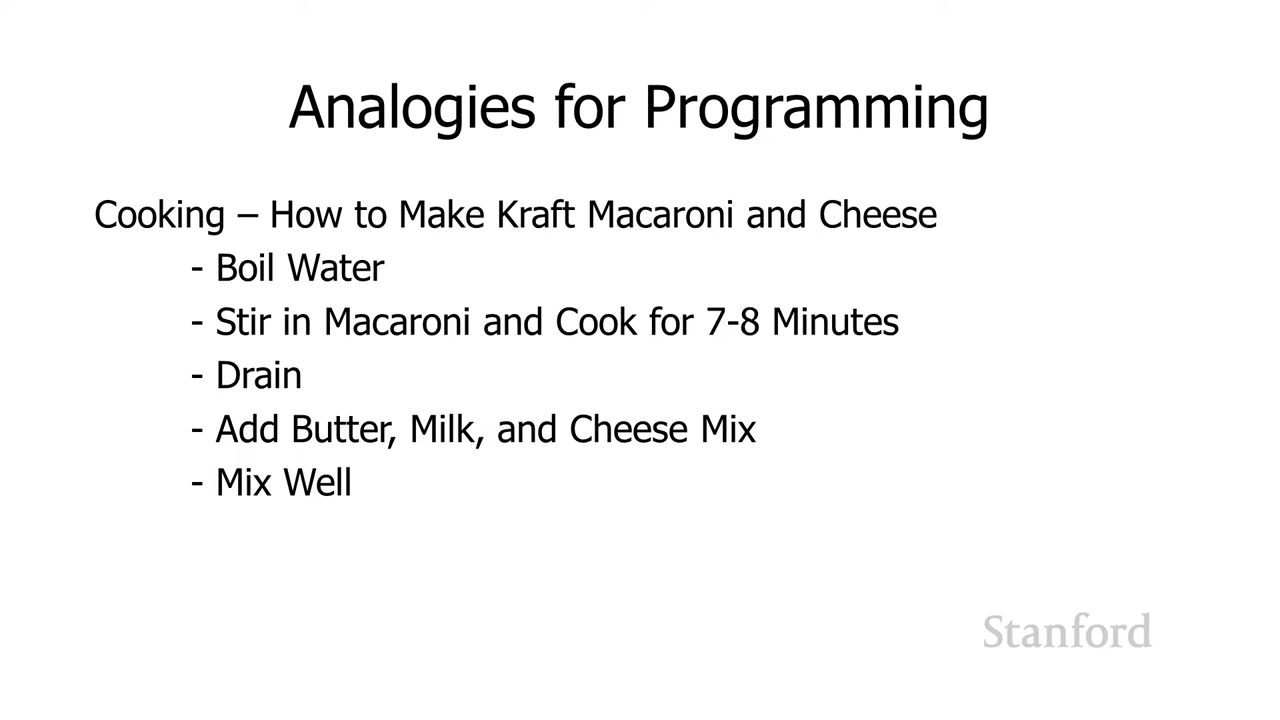 Analogies for Programming
Cooking – How to Make Kraft Macaroni and Cheese
- Boil Water
- Stir in Macaroni and Cook for 7-8 Minutes
- Drain
- Add Butter, Milk, and Cheese Mix
- Mix Well
Stanford